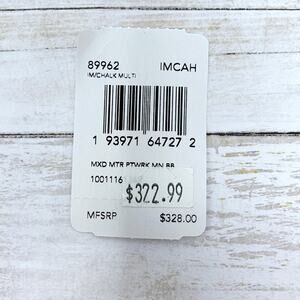 89962 IMCAH
IM/CHALK MULTI
1 93971 64727 2
MXD MTR PTWRK MN BB
1001116
$322.99
MFSRP $328.00